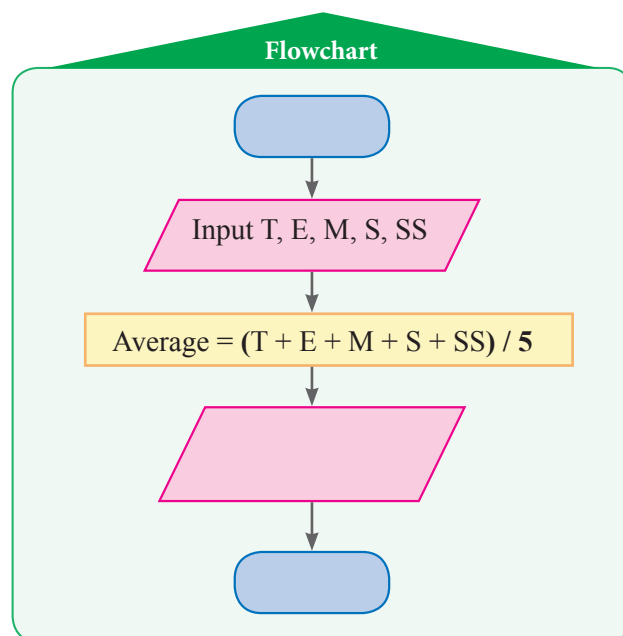 Flowchart
Input T, E, M, S, SS
Average = (T + E + M + S + SS) / 5